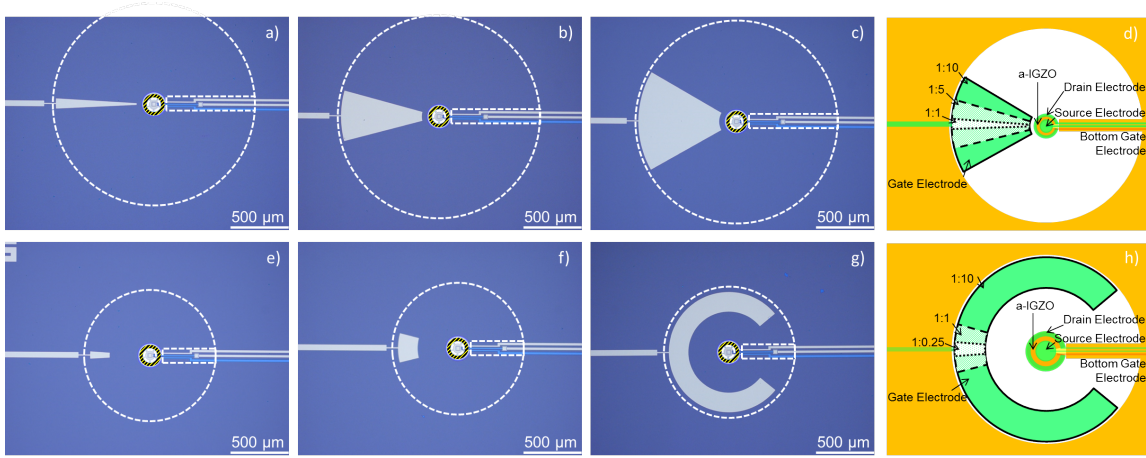 a)
500 µm
b)
500 µm
c)
500 µm
d)
1:10
1:5
1:1
a-IGZO
Drain Electrode
Source Electrode
Bottom Gate
Electrode
Gate Electrode
e)
500 µm
f)
500 µm
g)
500 µm
h)
1:10
1:1
1:0.25
a-IGZO
Drain Electrode
Source Electrode
Bottom Gate
Electrode
Gate Electrode